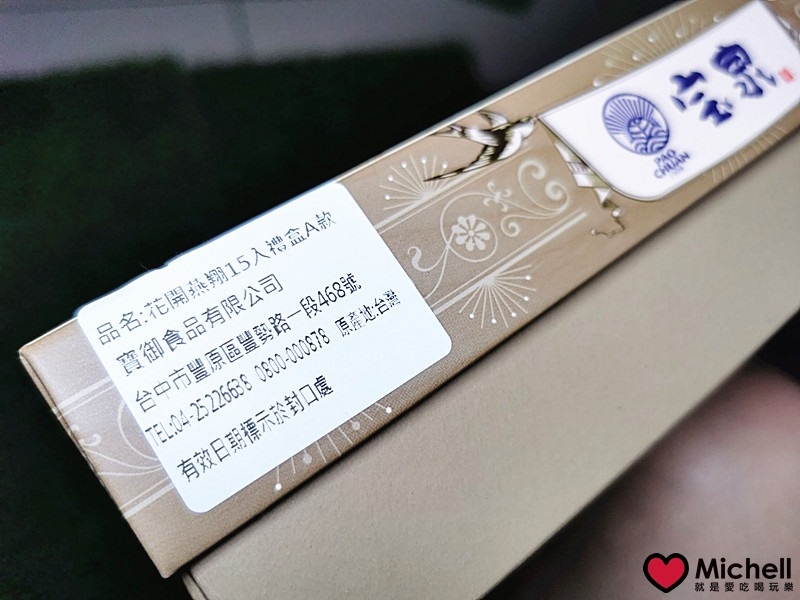 宝泉
PAO
CHUAN
品名:花開燕翔15入禮盒A款
寶御食品有限公司
台中市豐原區豐勢路一段468號
TEL:04-25226638 0800-000878 原產地:台灣
有效日期標示於封口處
Michell
就是愛吃喝玩樂